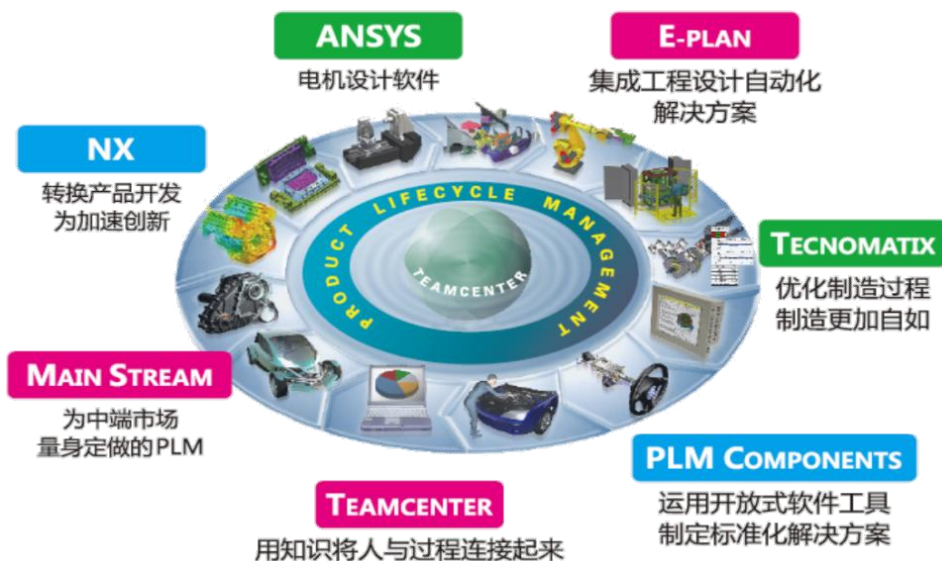 ANSYS
电机设计软件
E-PLAN
集成工程设计自动化
解决方案
NX
转换产品开发
为加速创新
PRODUCT LIFECYCLE MANAGEMENT
TEAMCENTER
TECNOMATIX
优化制造过程
制造更加自如
MAIN STREAM
为中端市场
量身定做的PLM
PLM COMPONENTS
运用开放式软件工具
制定标准化解决方案
TEAMCENTER
用知识将人与过程连接起来